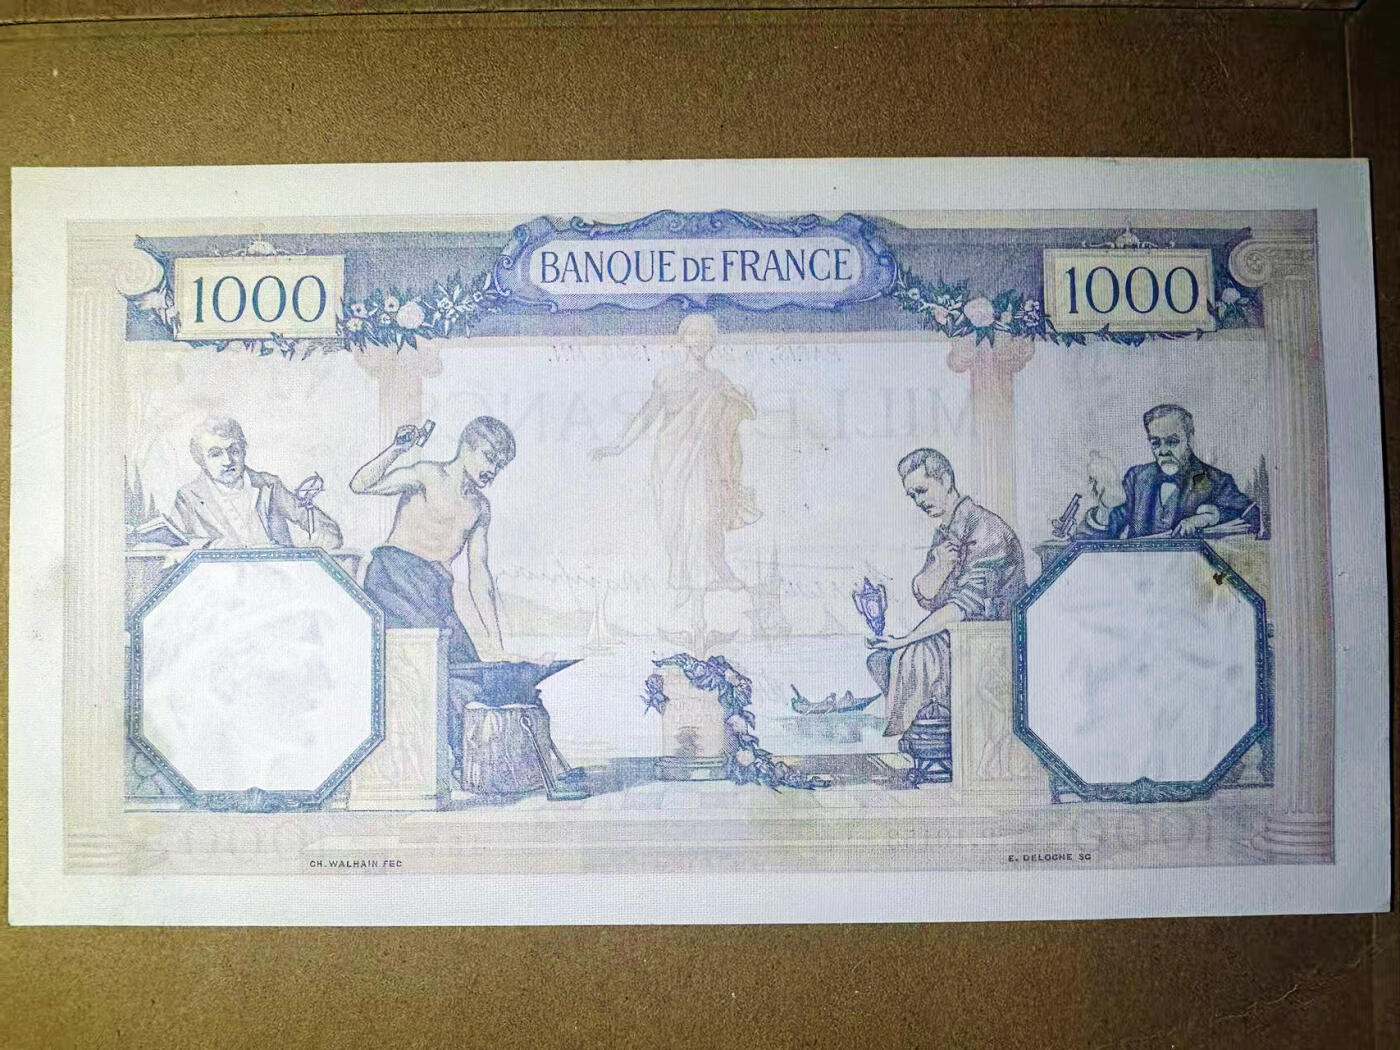 BANQUE DE FRANCE
1000
1000
CH. WALHAIN FEC
E. DELOCHE SC